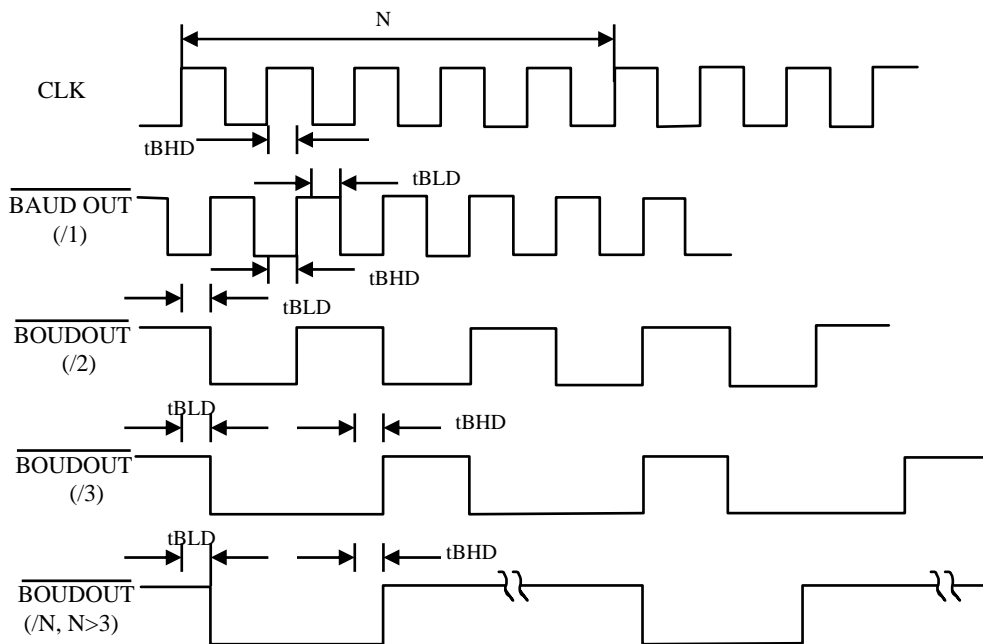 N
CLK
tBHD
tBLD
BAUD OUT
(/1)
tBHD
tBLD
BOUDOUT
(/2)
tBLD
tBHD
BOUDOUT
(/3)
tBLD
tBHD
BOUDOUT
(/N, N>3)